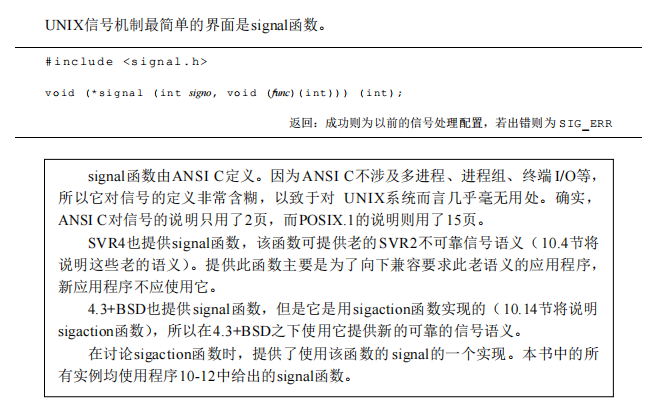 UNIX信号机制最简单的界面是signal函数。
#include <signal.h>
void (*signal (int signo, void (func)(int))) (int);
返回：成功则为以前的信号处理配置，若出错则为SIG_ERR
signal函数由ANSI C定义。因为ANSI C不涉及多进程、进程组、终端I/O等，
所以它对信号的定义非常含糊，以致于对 UNIX系统而言几乎毫无用处。确实，
ANSI C对信号的说明只用了2页，而POSIX.1的说明则用了15页。
SVR4也提供signal函数，该函数可提供老的SVR2不可靠信号语义（10.4节将
说明这些老的语义）。提供此函数主要是为了向下兼容要求此老语义的应用程序，
新应用程序不应使用它。
4.3+BSD也提供signal函数，但是它是用sigaction函数实现的（10.14节将说明
sigaction函数），所以在4.3+BSD之下使用它提供新的可靠的信号语义。
在讨论sigaction函数时，提供了使用该函数的signal的一个实现。本书中的所
有实例均使用程序10-12中给出的signal函数。